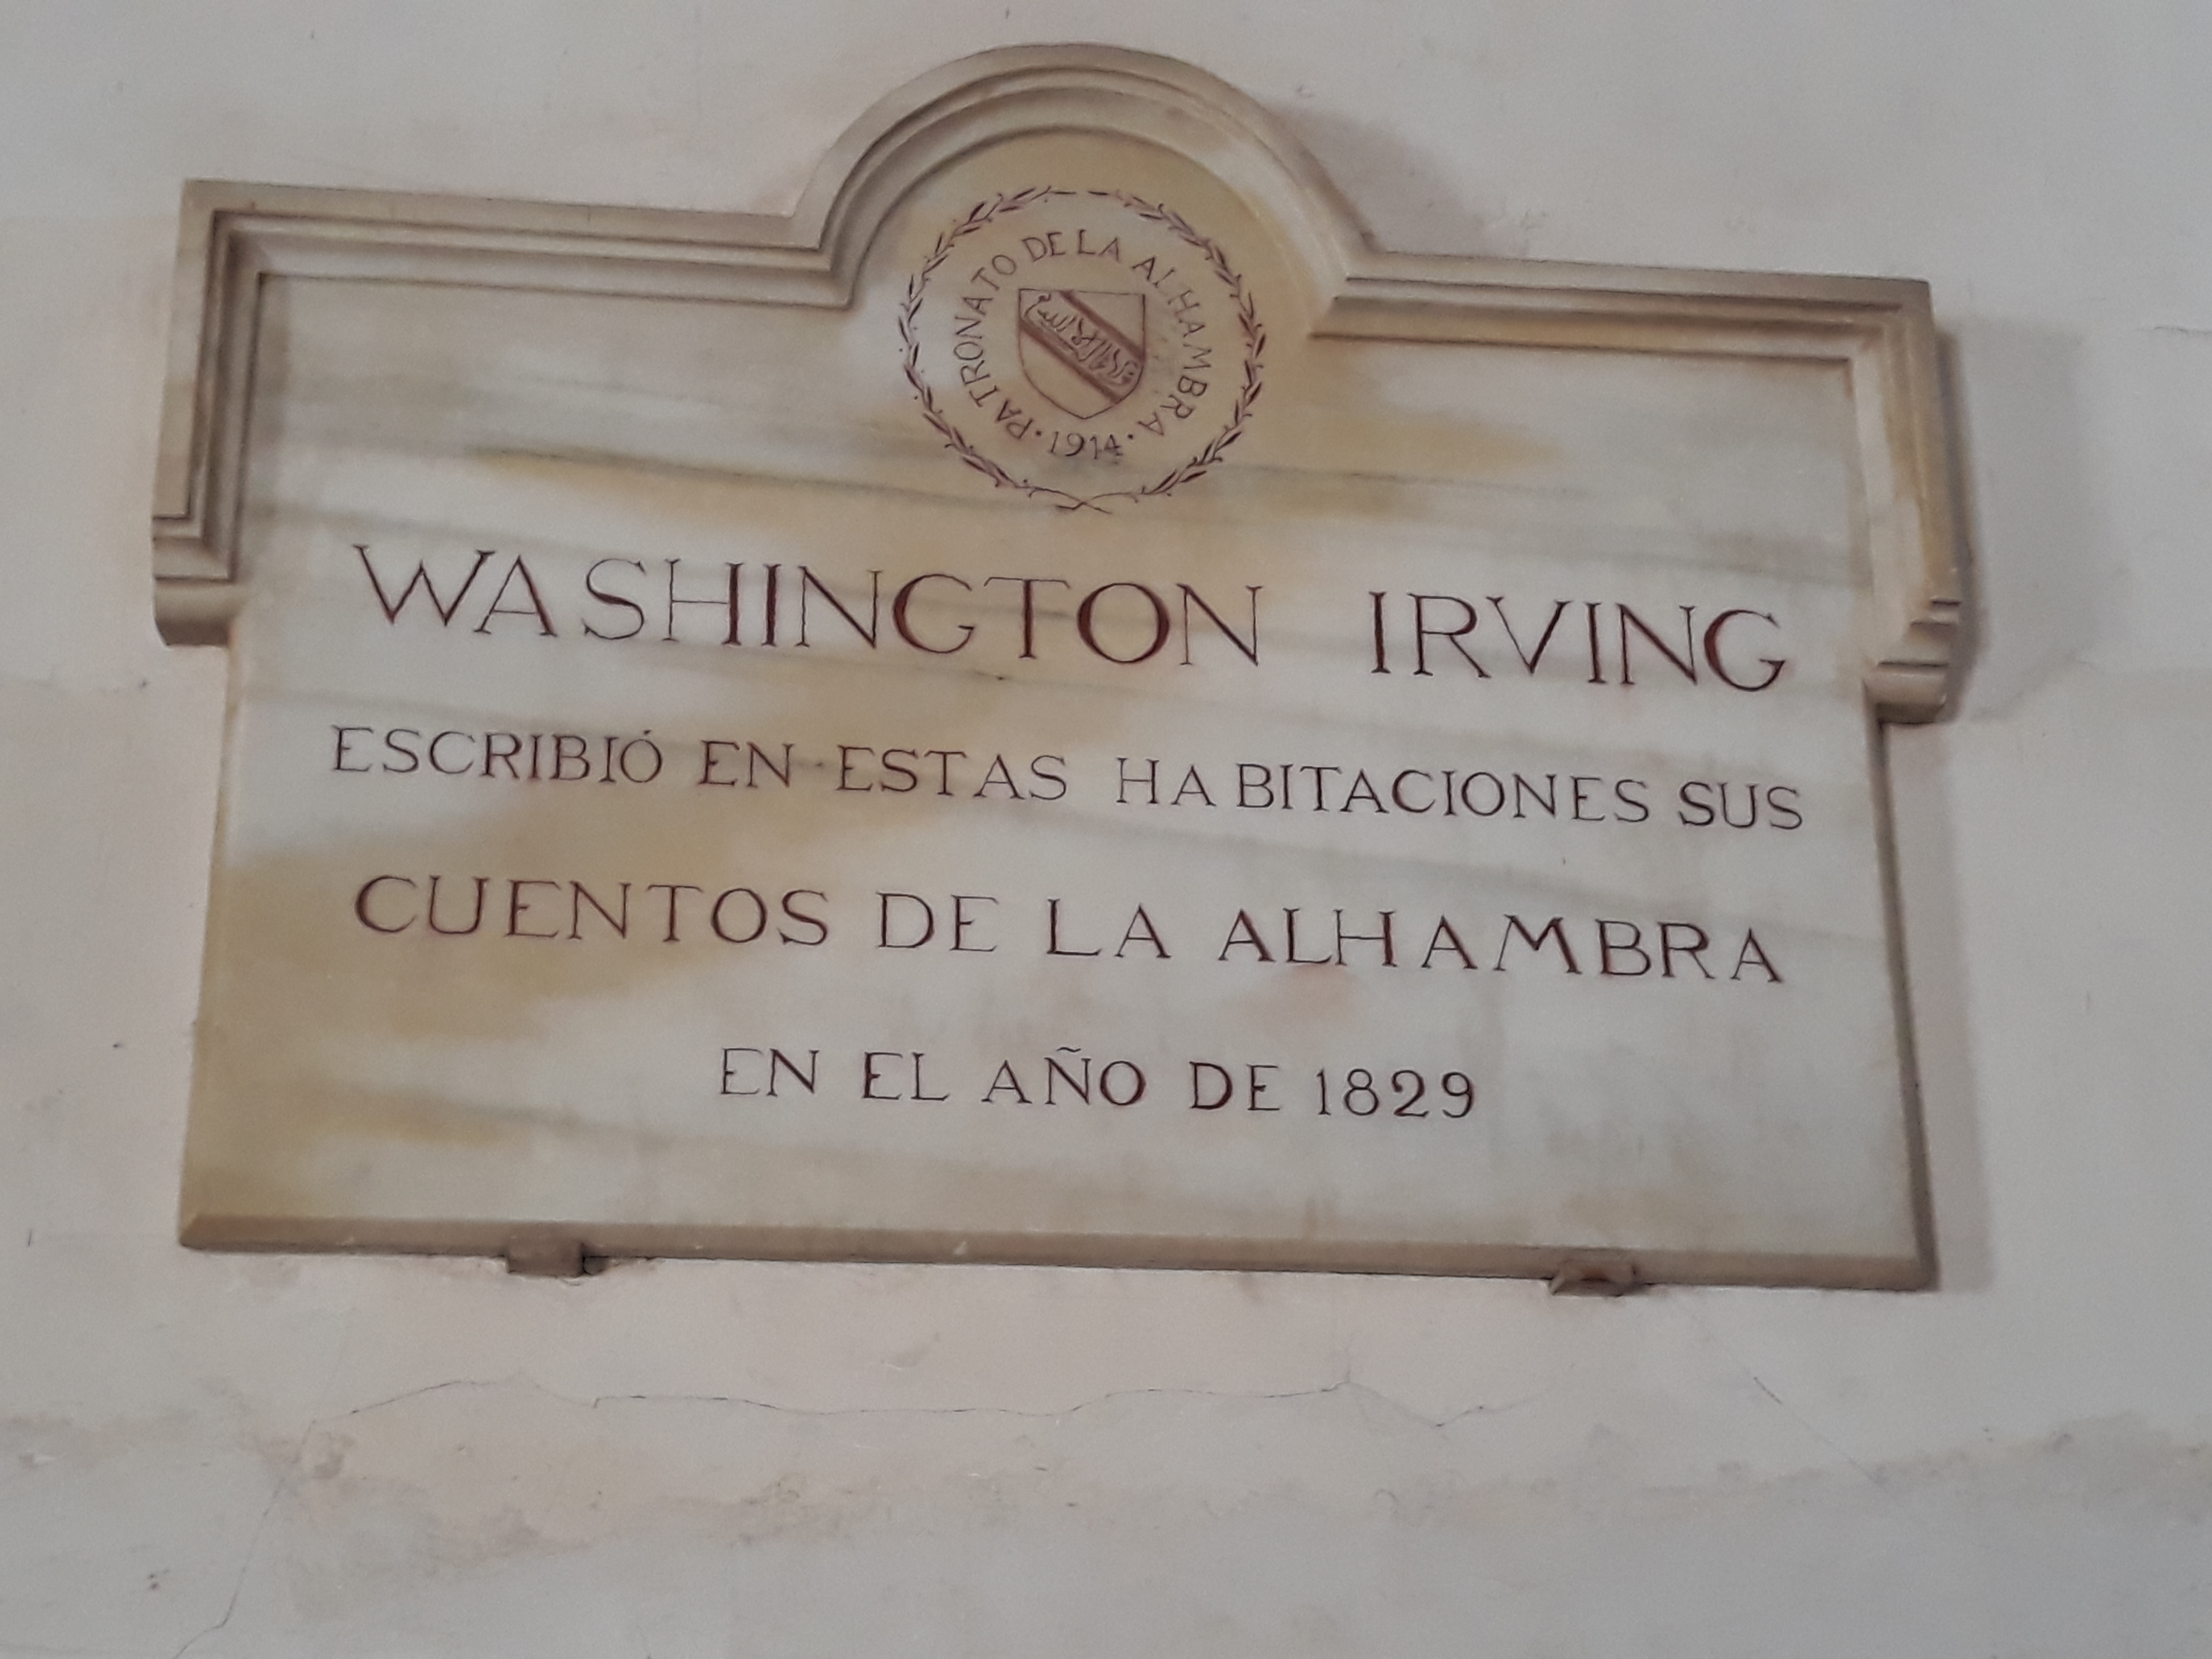 PATRONATO DE LA ALHAMBRA
· 1914 ·
WASHINGTON IRVING
ESCRIBIÓ EN ESTAS HABITACIONES SUS
CUENTOS DE LA ALHAMBRA
EN EL AÑO DE 1829